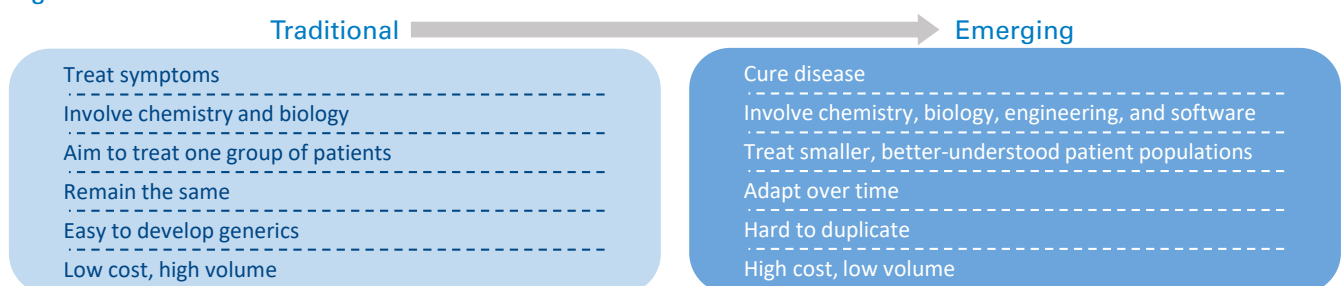 Traditional
Emerging
Treat symptoms
Involve chemistry and biology
Aim to treat one group of patients
Remain the same
Easy to develop generics
Low cost, high volume
Cure disease
Involve chemistry, biology, engineering, and software
Treat smaller, better-understood patient populations
Adapt over time
Hard to duplicate
High cost, low volume